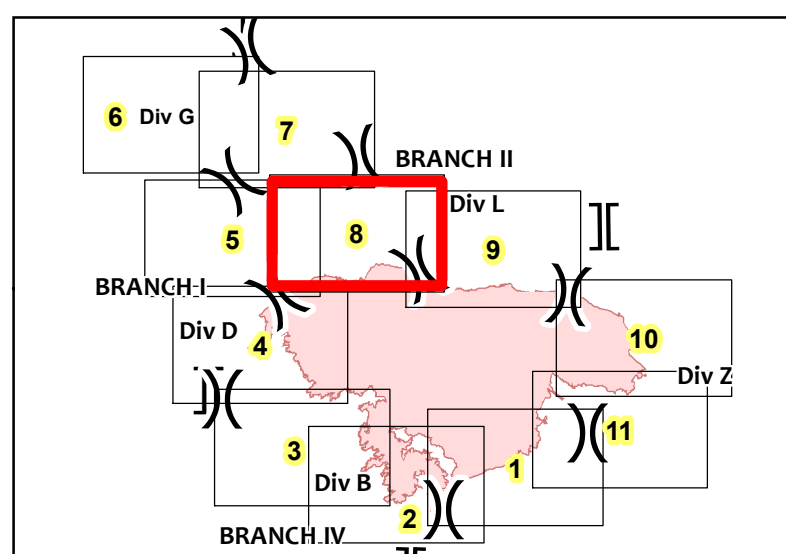 6
Div G
7
BRANCH II
Div L
5
8
9
BRANCH I
Div D
4
10
Div Z
3
11
1
Div B
2
BRANCH IV